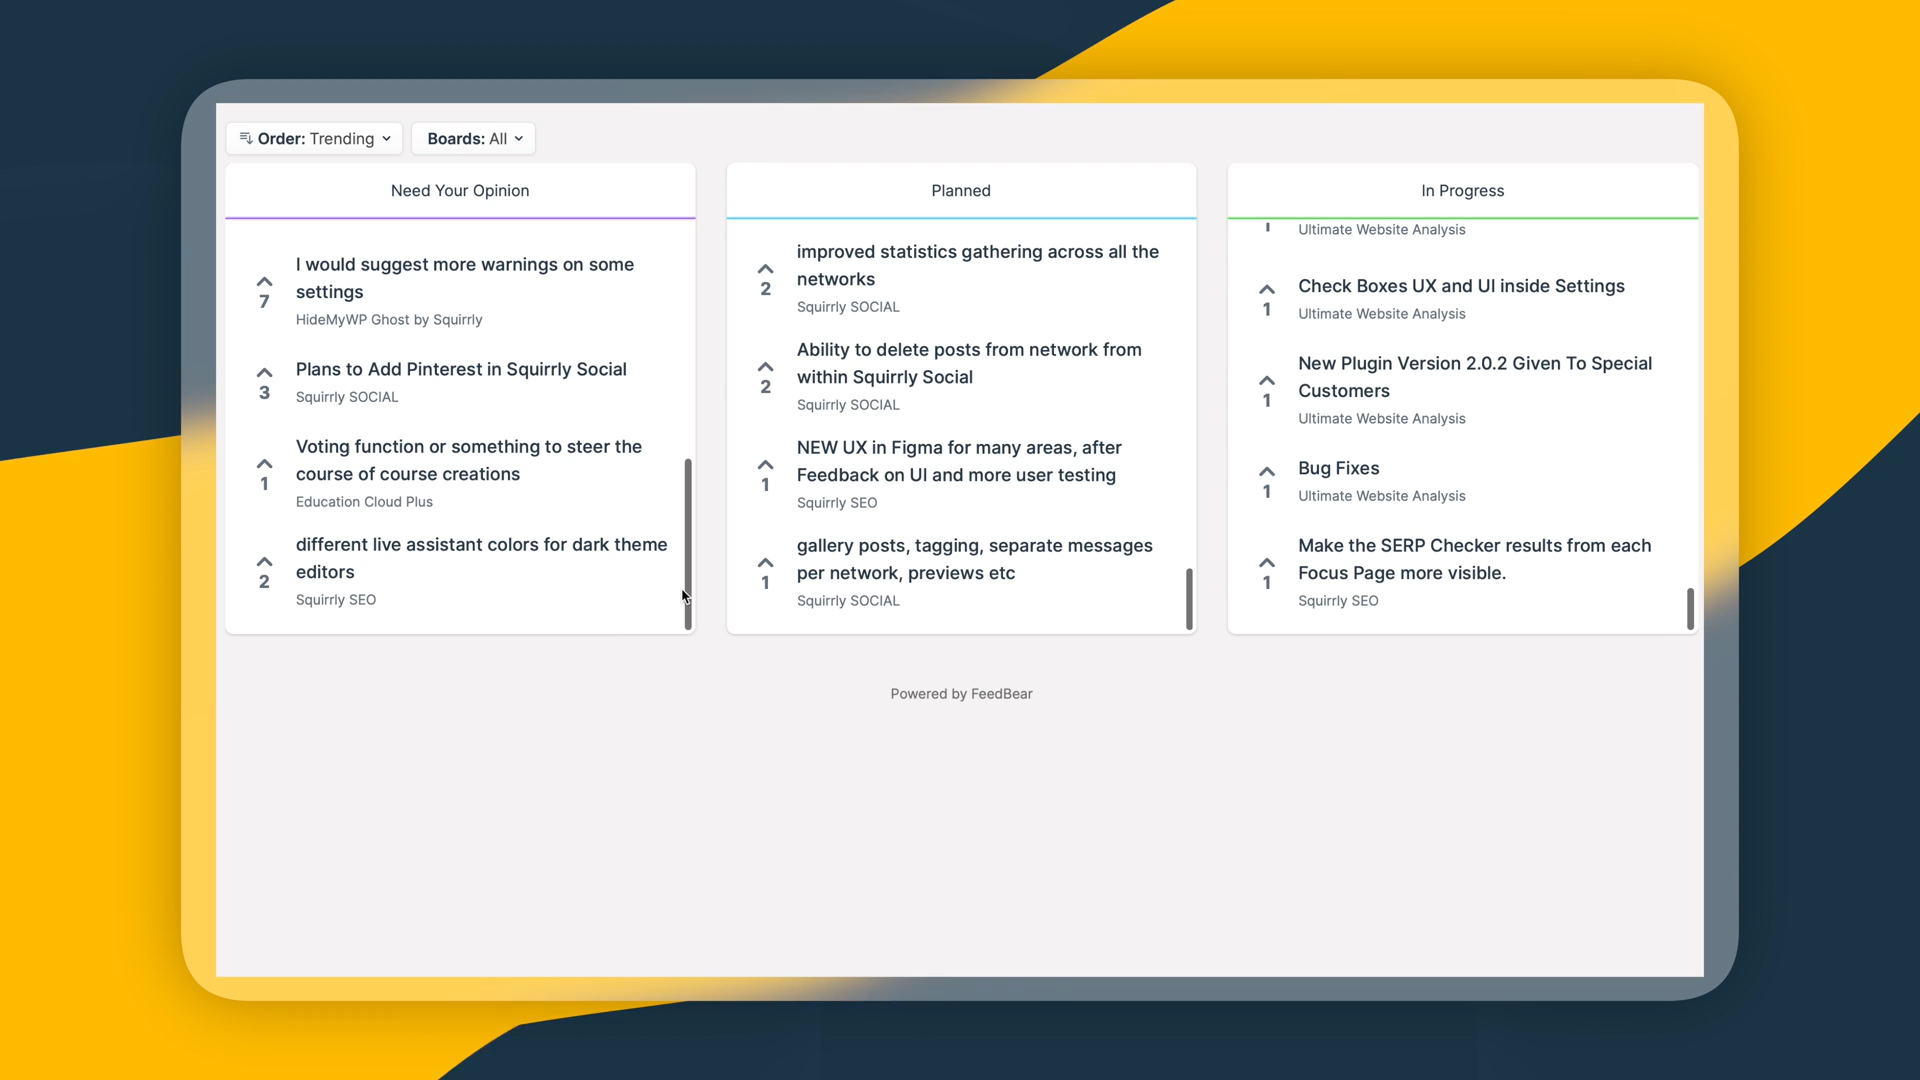 Order: Trending
Boards: All
Need Your Opinion
I would suggest more warnings on some
settings
7
HideMyWP Ghost by Squirrly
Plans to Add Pinterest in Squirrly Social
3
Squirrly SOCIAL
Voting function or something to steer the
course of course creations
1
Education Cloud Plus
different live assistant colors for dark theme
editors
2
Squirrly SEO
Planned
improved statistics gathering across all the
networks
2
Squirrly SOCIAL
Ability to delete posts from network from
within Squirrly Social
2
Squirrly SOCIAL
NEW UX in Figma for many areas, after
Feedback on UI and more user testing
1
Squirrly SEO
gallery posts, tagging, separate messages
per network, previews etc
1
Squirrly SOCIAL
In Progress
Ultimate Website Analysis
Check Boxes UX and UI inside Settings
1
Ultimate Website Analysis
New Plugin Version 2.0.2 Given To Special
Customers
1
Ultimate Website Analysis
Bug Fixes
1
Ultimate Website Analysis
Make the SERP Checker results from each
Focus Page more visible.
1
Squirrly SEO
Powered by FeedBear